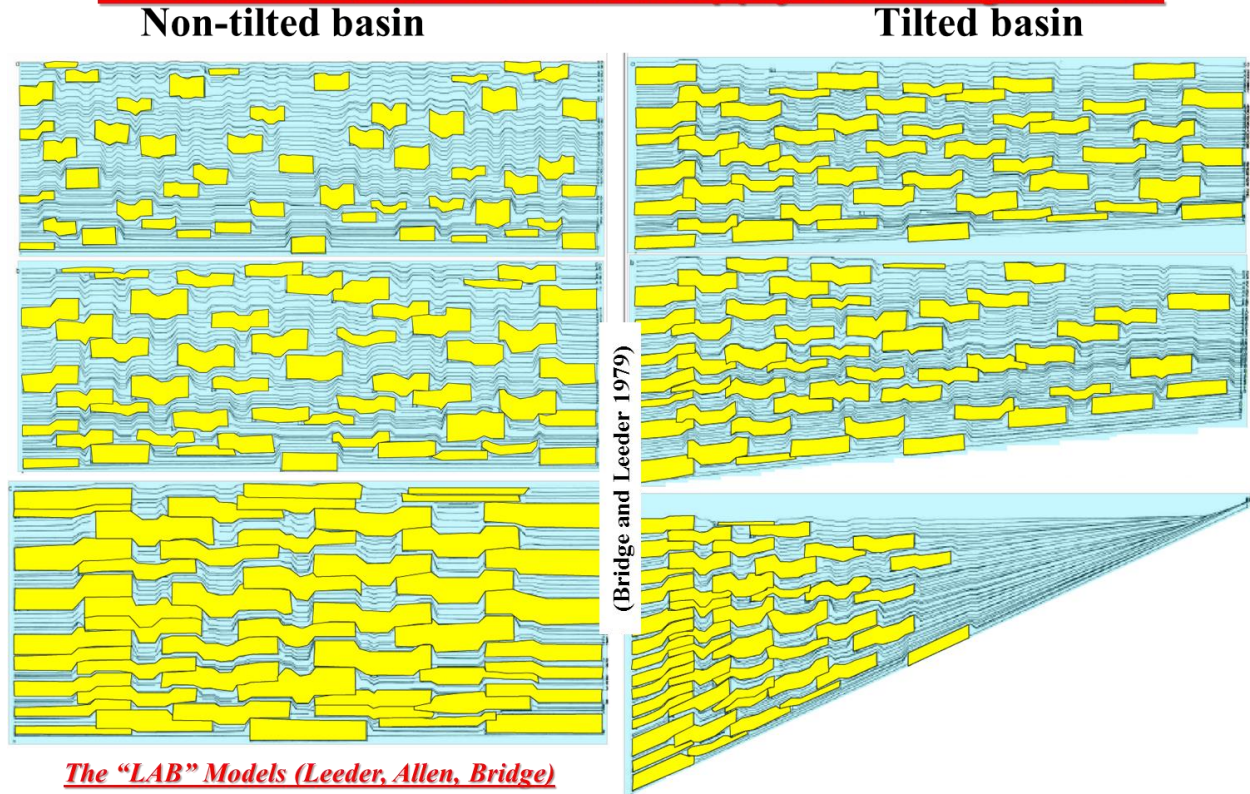 Non-tilted basin
Tilted basin
(Bridge and Leeder 1979)
The “LAB” Models (Leeder, Allen, Bridge)